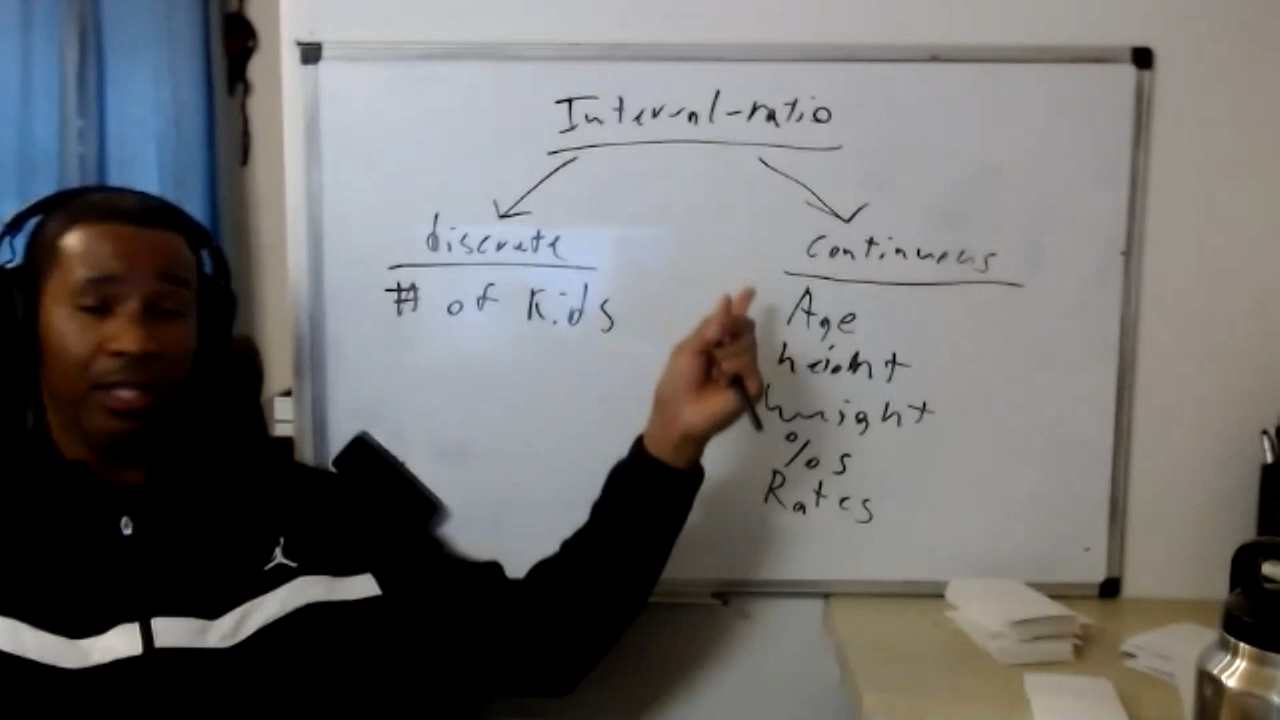 Interval-ratio
discrete
# of Kids
continuous
Age
height
weight
%s
Rates